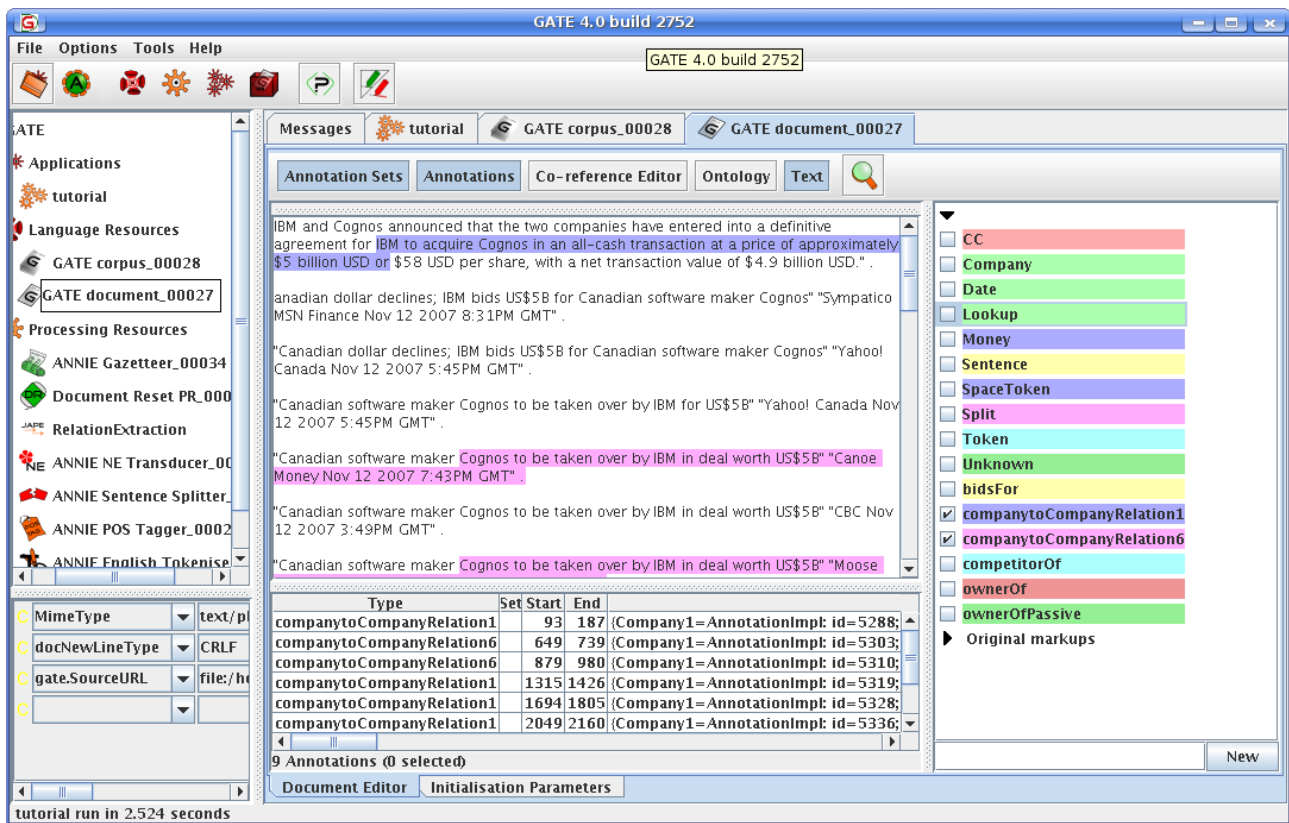 GATE 4.0 build 2752
File Options Tools Help
GATE 4.0 build 2752
GATE
Applications
tutorial
Language Resources
GATE corpus_00028
GATE document_00027
Processing Resources
ANNIE Gazetteer_00034
Document Reset PR_000
JAPE RelationExtraction
NE ANNIE NE Transducer_00
ANNIE Sentence Splitter_
ANNIE POS Tagger_0002
ANNIE English Tokenise
C MimeType text/pl
C docNewLineType CRLF
C gate.SourceURL file:/ho
C
Messages tutorial GATE corpus_00028 GATE document_00027
Annotation Sets Annotations Co-reference Editor Ontology Text
IBM and Cognos announced that the two companies have entered into a definitive
agreement for IBM to acquire Cognos in an all-cash transaction at a price of approximately
$5 billion USD or $58 USD per share, with a net transaction value of $4.9 billion USD." .
anadian dollar declines; IBM bids US$5B for Canadian software maker Cognos" "Sympatico
MSN Finance Nov 12 2007 8:31PM GMT" .
"Canadian dollar declines; IBM bids US$5B for Canadian software maker Cognos" "Yahoo!
Canada Nov 12 2007 5:45PM GMT" .
"Canadian software maker Cognos to be taken over by IBM for US$5B" "Yahoo! Canada Nov
12 2007 5:45PM GMT" .
"Canadian software maker Cognos to be taken over by IBM in deal worth US$5B" "Canoe
Money Nov 12 2007 7:43PM GMT" .
"Canadian software maker Cognos to be taken over by IBM in deal worth US$5B" "CBC Nov
12 2007 3:49PM GMT" .
"Canadian software maker Cognos to be taken over by IBM in deal worth US$5B" "Moose
Type Set Start End
companytoCompanyRelation1 93 187 {Company1=AnnotationImpl: id=5288;
companytoCompanyRelation6 649 739 {Company1=AnnotationImpl: id=5303;
companytoCompanyRelation6 879 980 {Company1=AnnotationImpl: id=5310;
companytoCompanyRelation1 1315 1426 {Company1=AnnotationImpl: id=5319;
companytoCompanyRelation1 1694 1805 {Company1=AnnotationImpl: id=5328;
companytoCompanyRelation1 2049 2160 {Company1=AnnotationImpl: id=5336;
9 Annotations (0 selected)
Document Editor Initialisation Parameters
CC
Company
Date
Lookup
Money
Sentence
SpaceToken
Split
Token
Unknown
bidsFor
companytoCompanyRelation1
companytoCompanyRelation6
competitorOf
ownerOf
ownerOfPassive
Original markups
New
tutorial run in 2.524 seconds